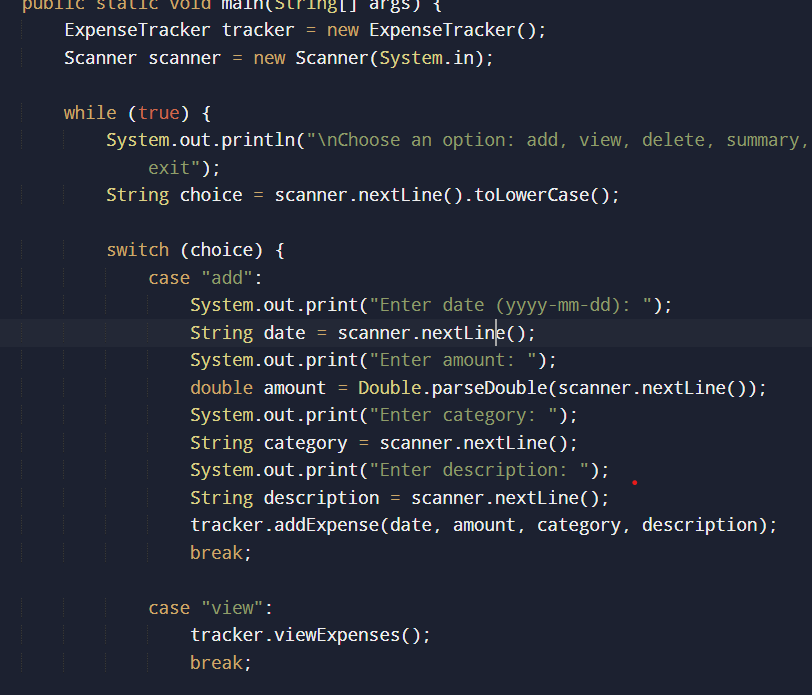 public static void main(String[] args) {
ExpenseTracker tracker = new ExpenseTracker();
Scanner scanner = new Scanner(System.in);
while (true) {
System.out.println("\nChoose an option: add, view, delete, summary,
exit");
String choice = scanner.nextLine().toLowerCase();
switch (choice) {
case "add":
System.out.print("Enter date (yyyy-mm-dd): ");
String date = scanner.nextLine();
System.out.print("Enter amount: ");
double amount = Double.parseDouble(scanner.nextLine());
System.out.print("Enter category: ");
String category = scanner.nextLine();
System.out.print("Enter description: ");
String description = scanner.nextLine();
tracker.addExpense(date, amount, category, description);
break;
case "view":
tracker.viewExpenses();
break;